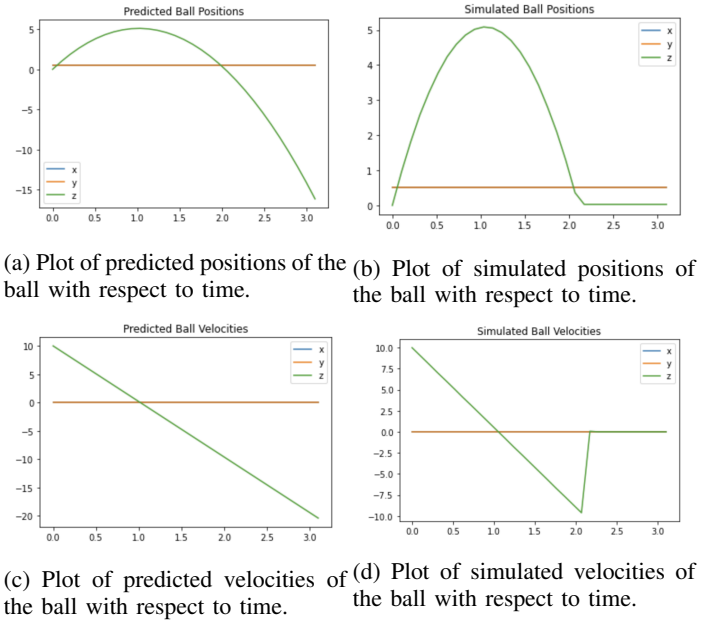 Predicted Ball Positions
5
0
−5
−10
−15
x
y
z
0.0 0.5 1.0 1.5 2.0 2.5 3.0
Simulated Ball Positions
5
4
3
2
1
0
x
y
z
0.0 0.5 1.0 1.5 2.0 2.5 3.0
(a) Plot of predicted positions of the
ball with respect to time.
(b) Plot of simulated positions of
the ball with respect to time.
Predicted Ball Velocities
10
5
0
−5
−10
−15
−20
x
y
z
0.0 0.5 1.0 1.5 2.0 2.5 3.0
Simulated Ball Velocities
10.0
7.5
5.0
2.5
0.0
−2.5
−5.0
−7.5
−10.0
x
y
z
0.0 0.5 1.0 1.5 2.0 2.5 3.0
(c) Plot of predicted velocities of
the ball with respect to time.
(d) Plot of simulated velocities of
the ball with respect to time.